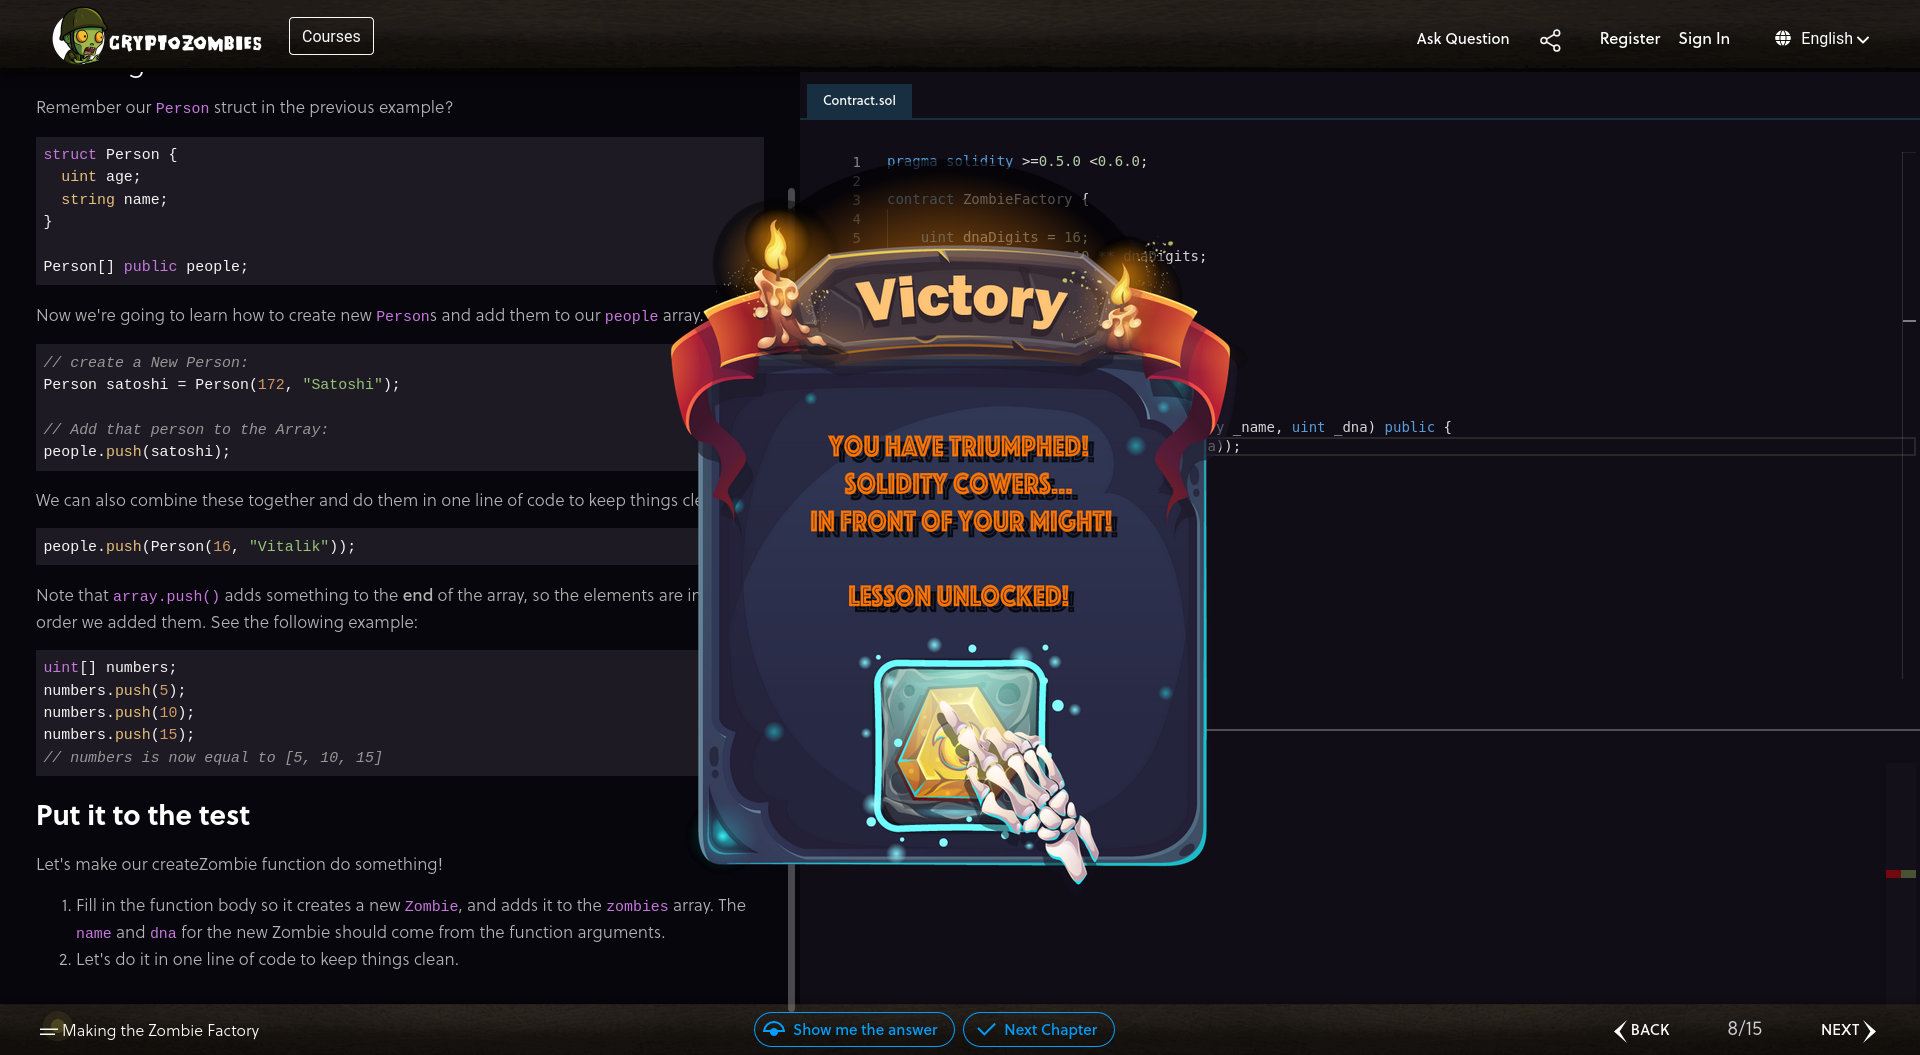 CRYPTOZOMBIES
Courses
Ask Question
Register
Sign In
English
Remember our Person struct in the previous example?
struct Person {
uint age;
string name;
}
Person[] public people;
Now we're going to learn how to create new Persons and add them to our people array.
// create a New Person:
Person satoshi = Person(172, "Satoshi");
// Add that person to the Array:
people.push(satoshi);
We can also combine these together and do them in one line of code to keep things
people.push(Person(16, "Vitalik"));
Note that array.push() adds something to the end of the array, so the elements are in
order we added them. See the following example:
uint[] numbers;
numbers.push(5);
numbers.push(10);
numbers.push(15);
// numbers is now equal to [5, 10, 15]
Put it to the test
Let's make our createZombie function do something!
1. Fill in the function body so it creates a new Zombie, and adds it to the zombies array. The
name and dna for the new Zombie should come from the function arguments.
2. Let's do it in one line of code to keep things clean.
Contract.sol
1 pragma solidity >=0.5.0 <0.6.0;
2
3 contract ZombieFactory {
4
5 uint dnaDigits = 16;
dnaDigits;
_name, uint _dna) public {
a));
Victory
YOU HAVE TRIUMPHED!
SOLIDITY COWERS...
IN FRONT OF YOUR MIGHT!
LESSON UNLOCKED!
Making the Zombie Factory
Show me the answer
Next Chapter
BACK
8/15
NEXT